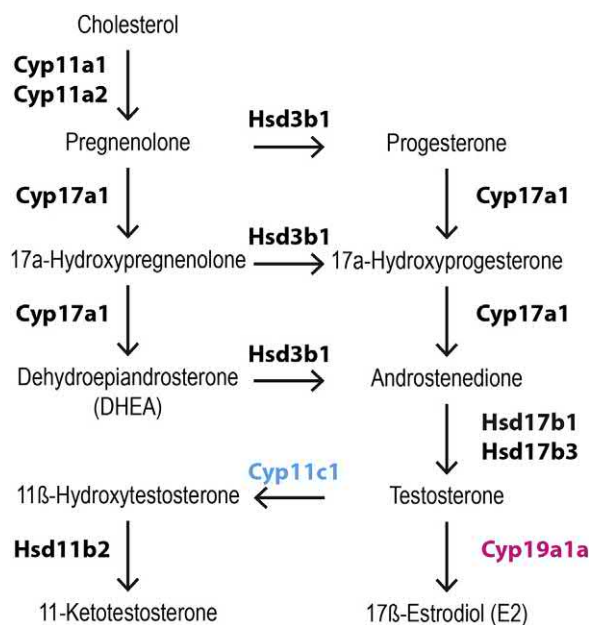 Cholesterol
Cyp11a1
Cyp11a2
Hsd3b1
Pregnenolone
Progesterone
Cyp17a1
Cyp17a1
Hsd3b1
17a-Hydroxypregnenolone
17a-Hydroxyprogesterone
Cyp17a1
Cyp17a1
Hsd3b1
Dehydroepiandrosterone
(DHEA)
Androstenedione
Hsd17b1
Hsd17b3
Cyp11c1
11ß-Hydroxytestosterone
Testosterone
Hsd11b2
Cyp19a1a
11-Ketotestosterone
17ß-Estrodiol (E2)